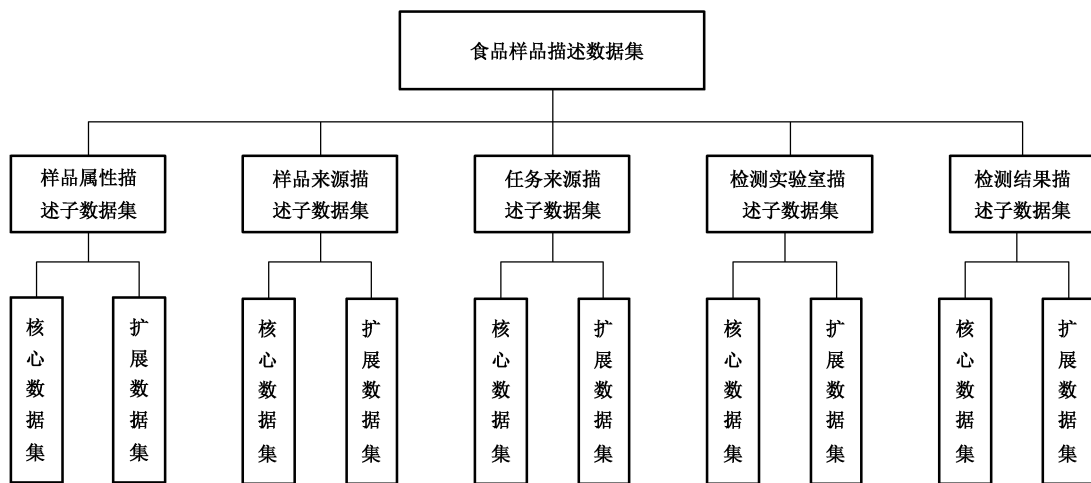 食品样品描述数据集
样品属性描
述子数据集
样品来源描
述子数据集
任务来源描
述子数据集
检测实验室描
述子数据集
检测结果描
述子数据集
核心数据集
扩展数据集
核心数据集
扩展数据集
核心数据集
扩展数据集
核心数据集
扩展数据集
核心数据集
扩展数据集